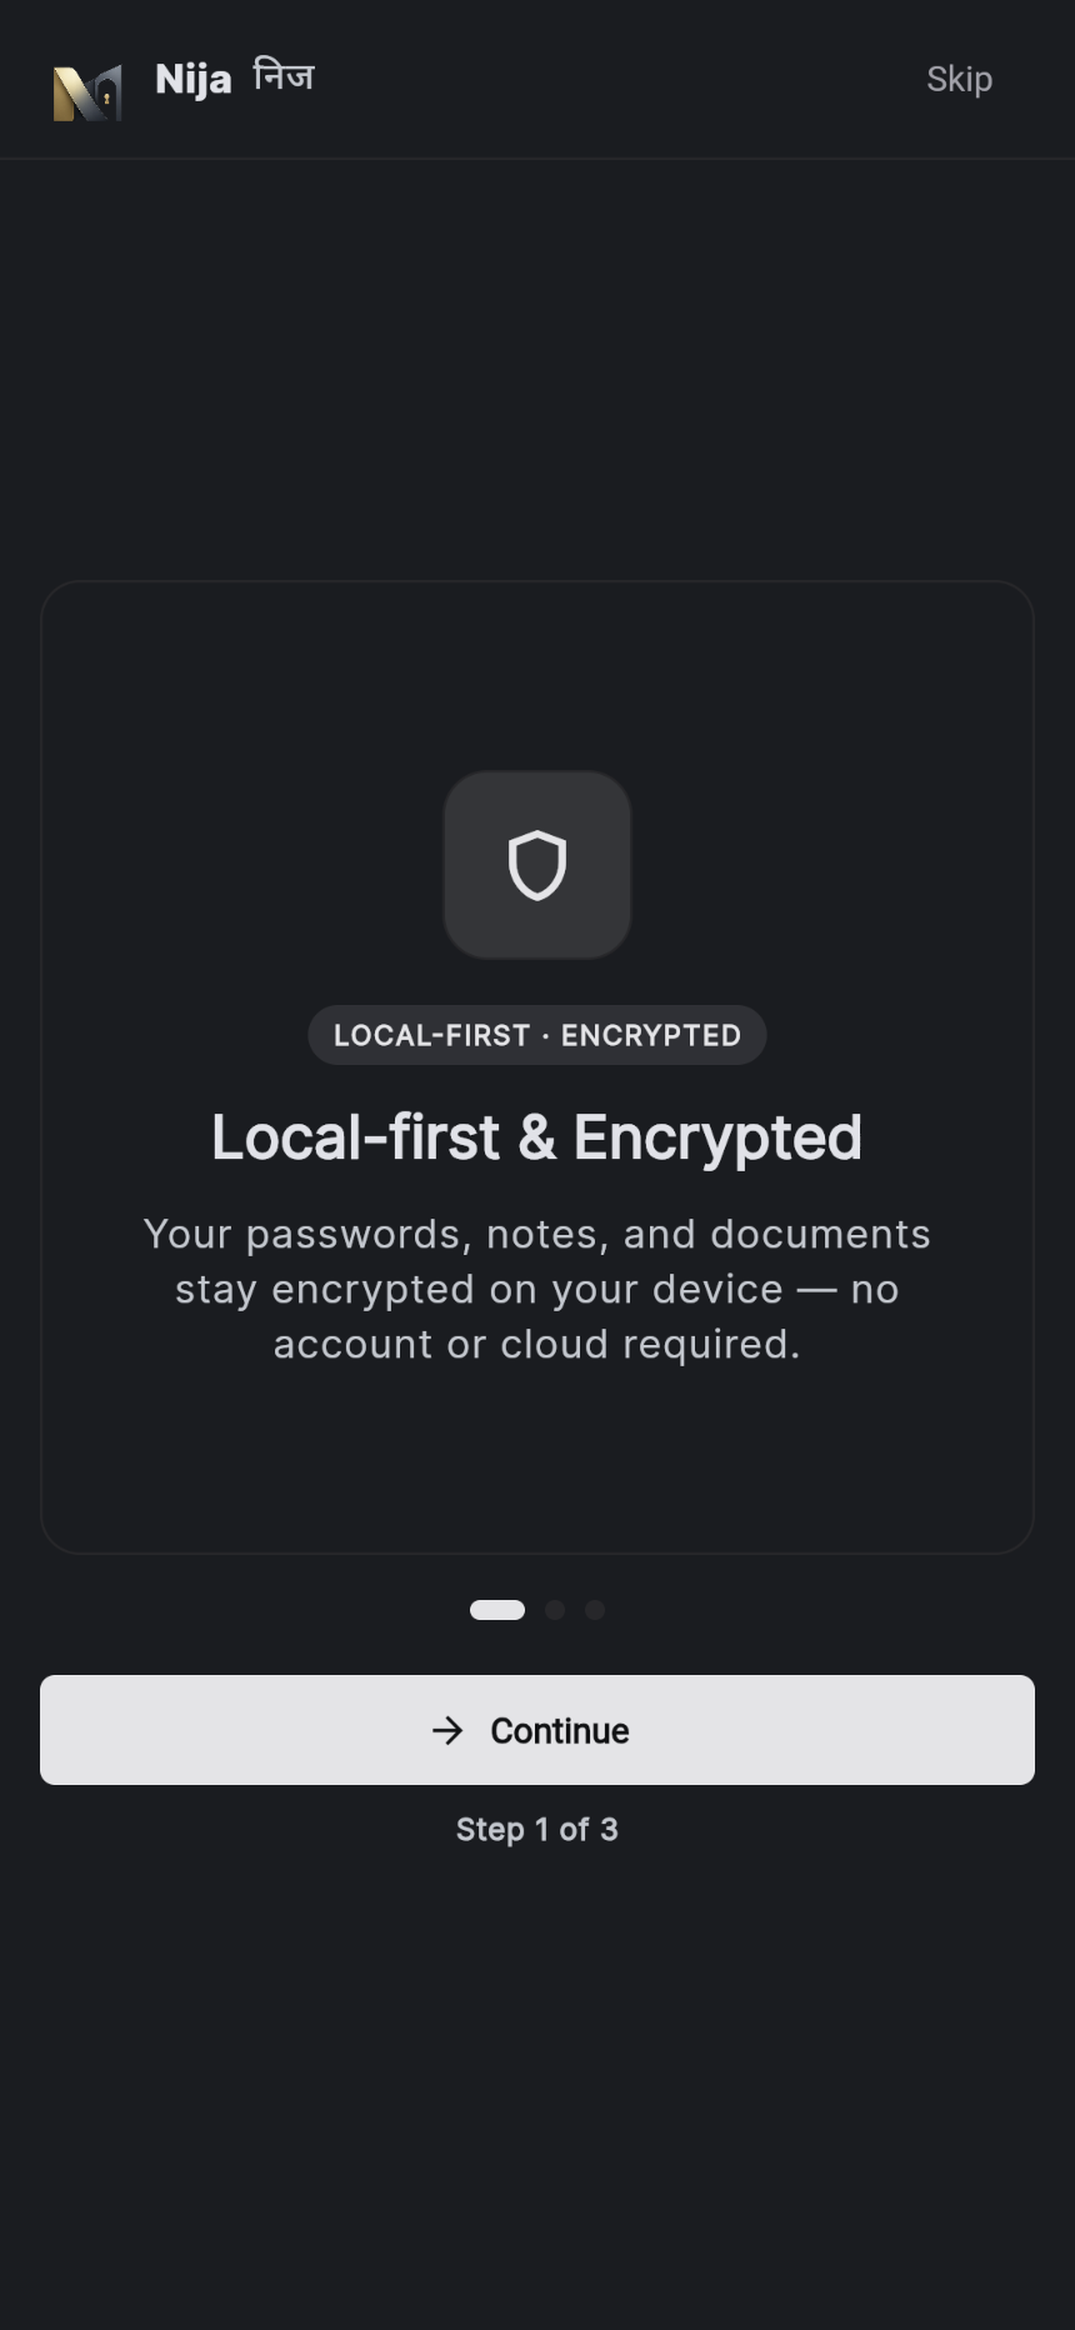 Nija निज
Skip
LOCAL-FIRST · ENCRYPTED
Local-first & Encrypted
Your passwords, notes, and documents
stay encrypted on your device — no
account or cloud required.
Continue
Step 1 of 3